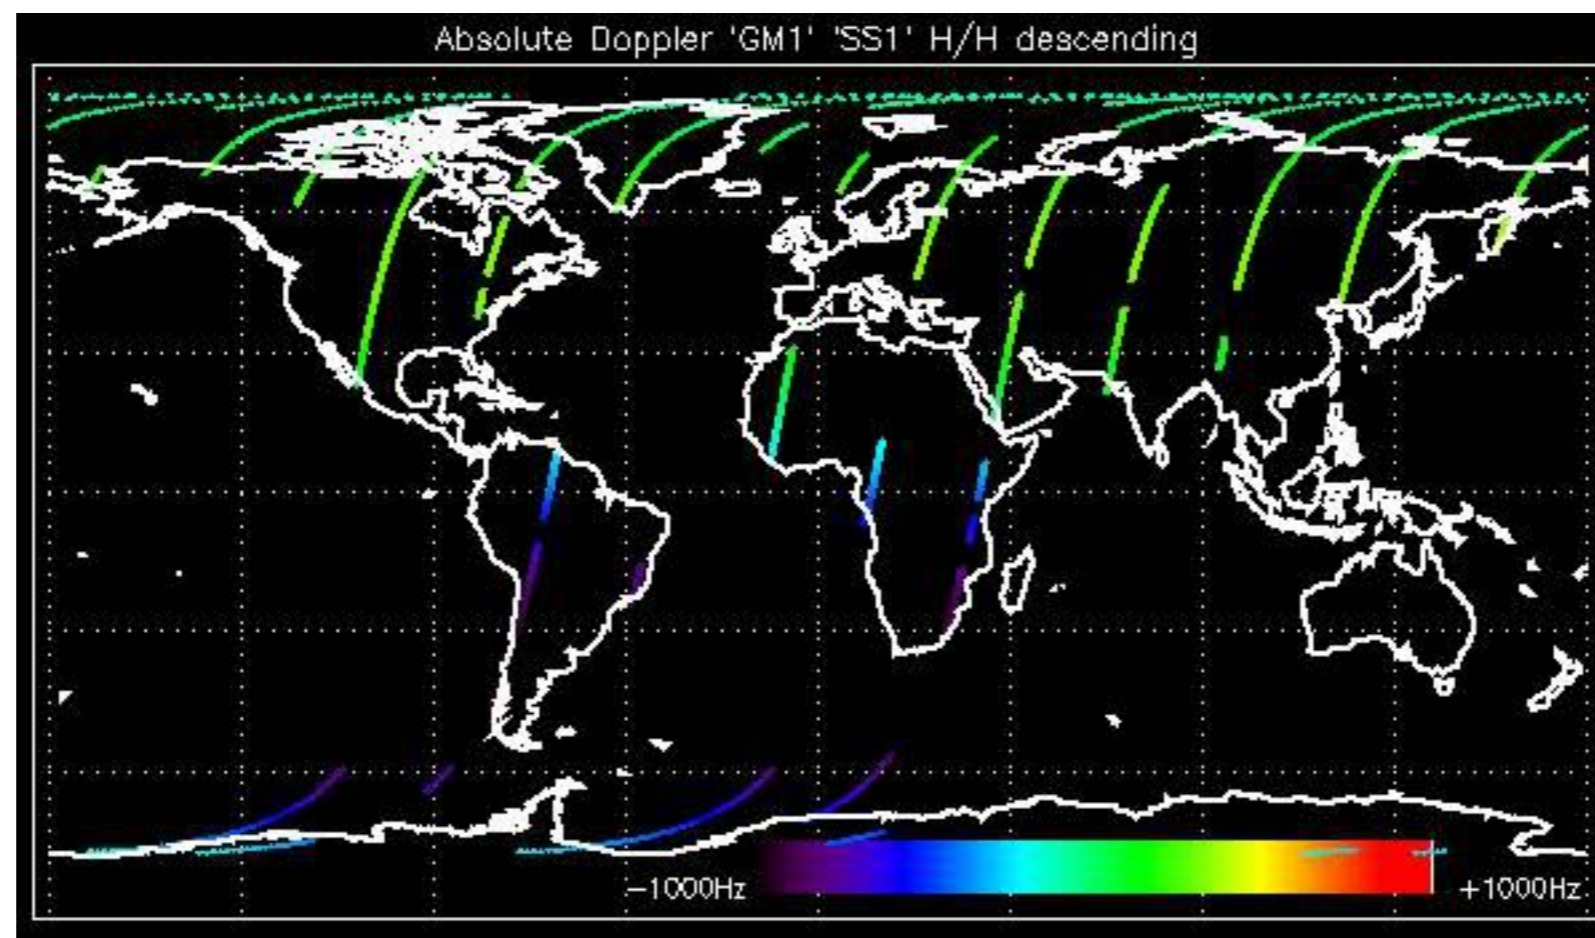 Absolute Doppler 'GM1' 'SS1' H/H descending
−1000Hz
+1000Hz